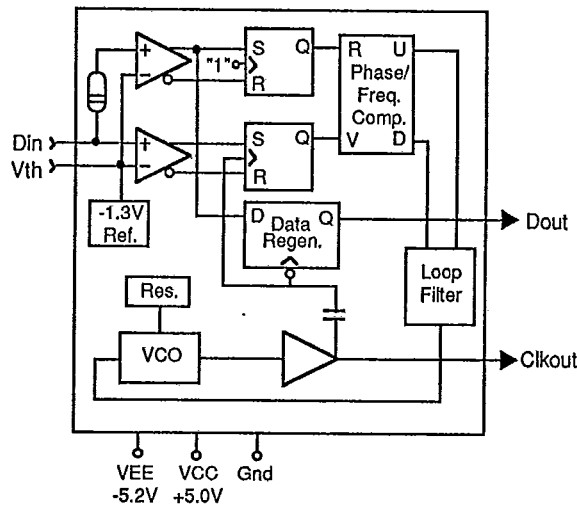 +
−
"1"
S
Q
R
R U
Phase/
Freq.
Comp.
V D
Din
Vth
+
−
S
Q
R
-1.3V
Ref.
D Data Q
Regen.
Dout
Loop
Filter
Res.
VCO
Clkout
VEE
-5.2V
VCC
+5.0V
Gnd